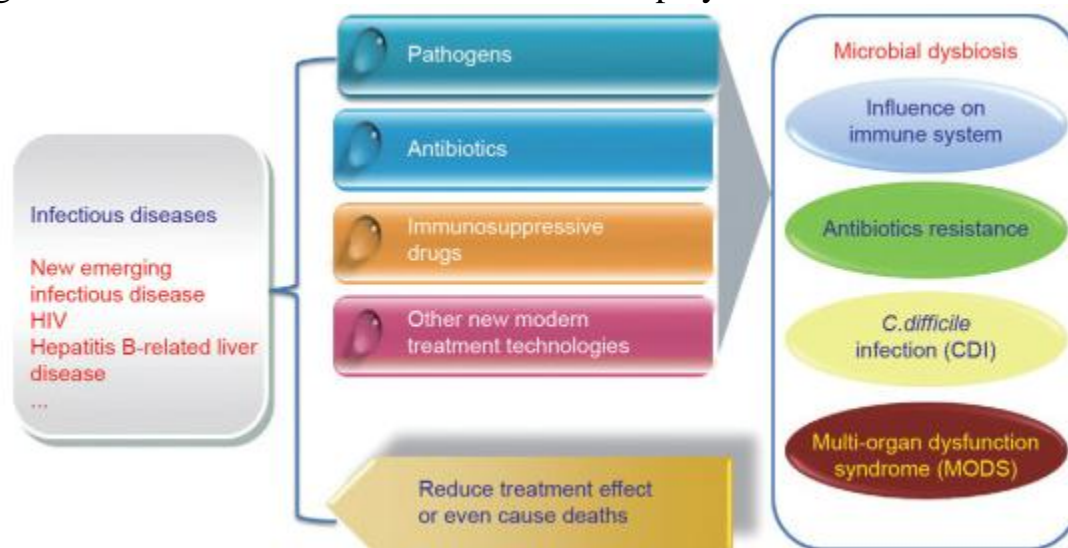 Infectious diseases
New emerging
infectious disease
HIV
Hepatitis B-related liver
disease
...
Pathogens
Antibiotics
Immunosuppressive
drugs
Other new modern
treatment technologies
Reduce treatment effect
or even cause deaths
Microbial dysbiosis
Influence on
immune system
Antibiotics resistance
C.difficile
infection (CDI)
Multi-organ dysfunction
syndrome (MODS)